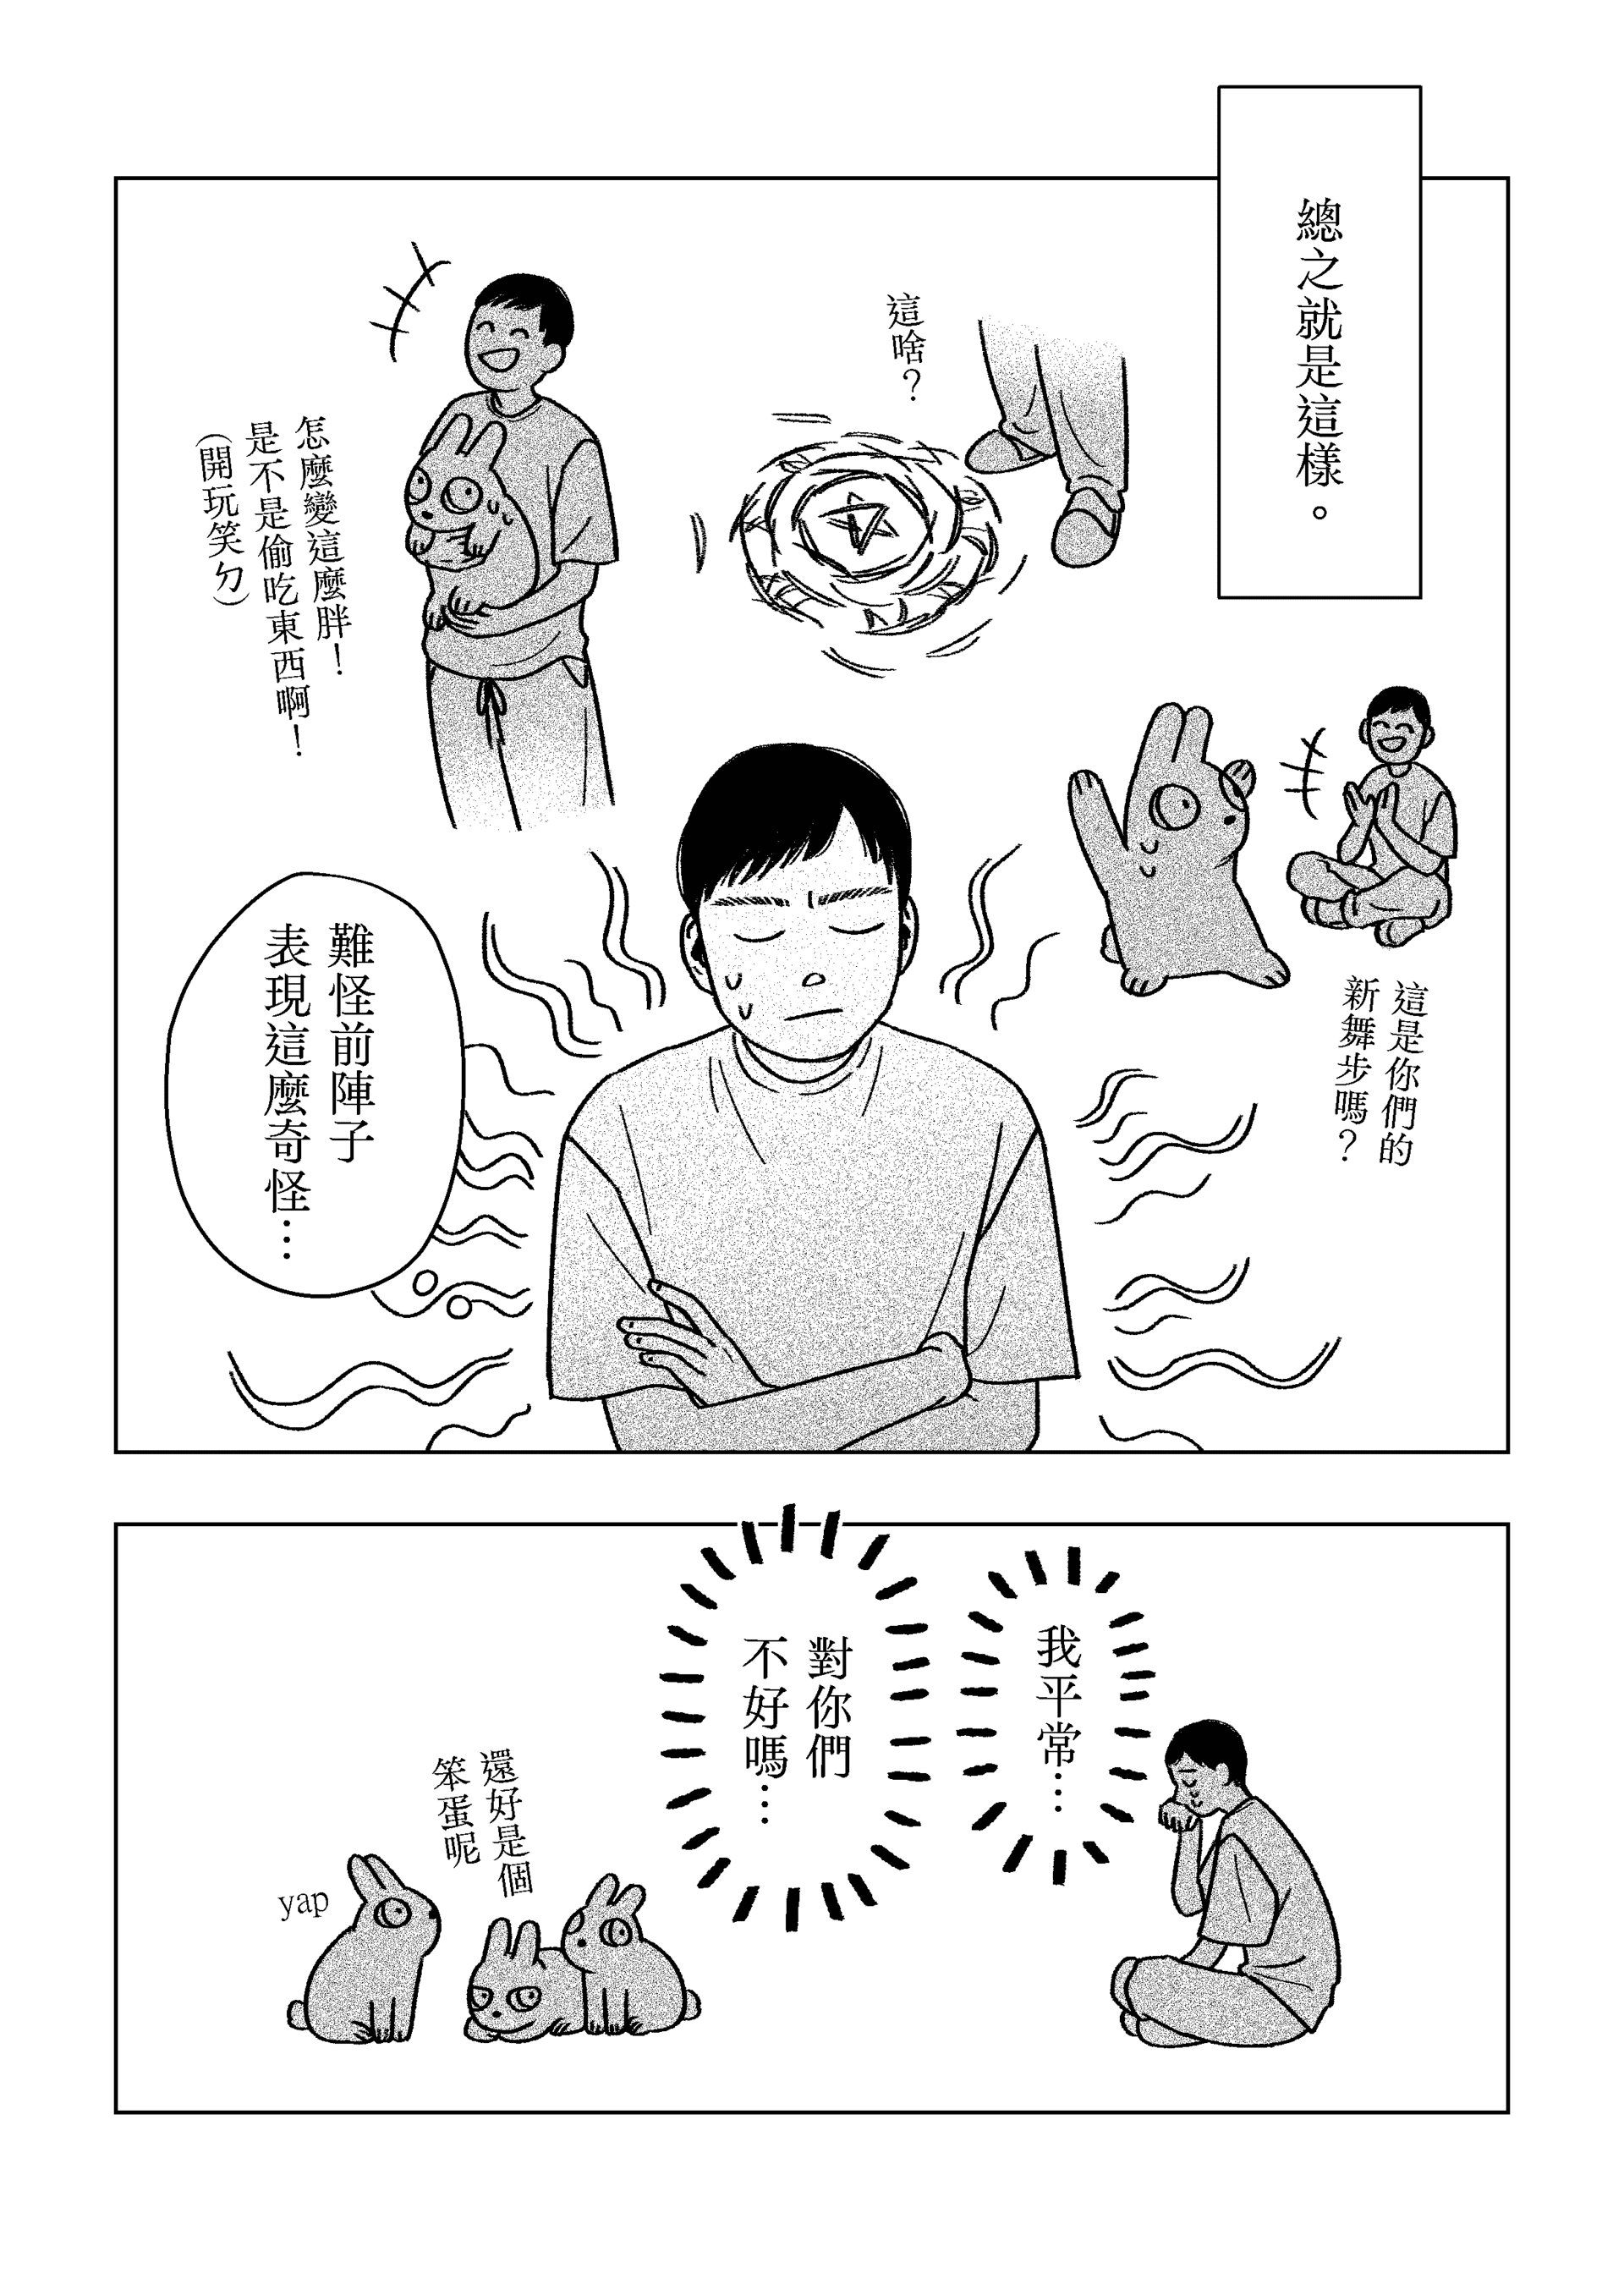 總之就是這樣。
這啥？
怎麼變這麼胖！
是不是偷吃東西啊！
（開玩笑ㄉ）
這是你們的
新舞步嗎？
難怪前陣子
表現這麼奇怪…
我平常…
對你們
不好嗎…
還好是個
笨蛋呢
yap